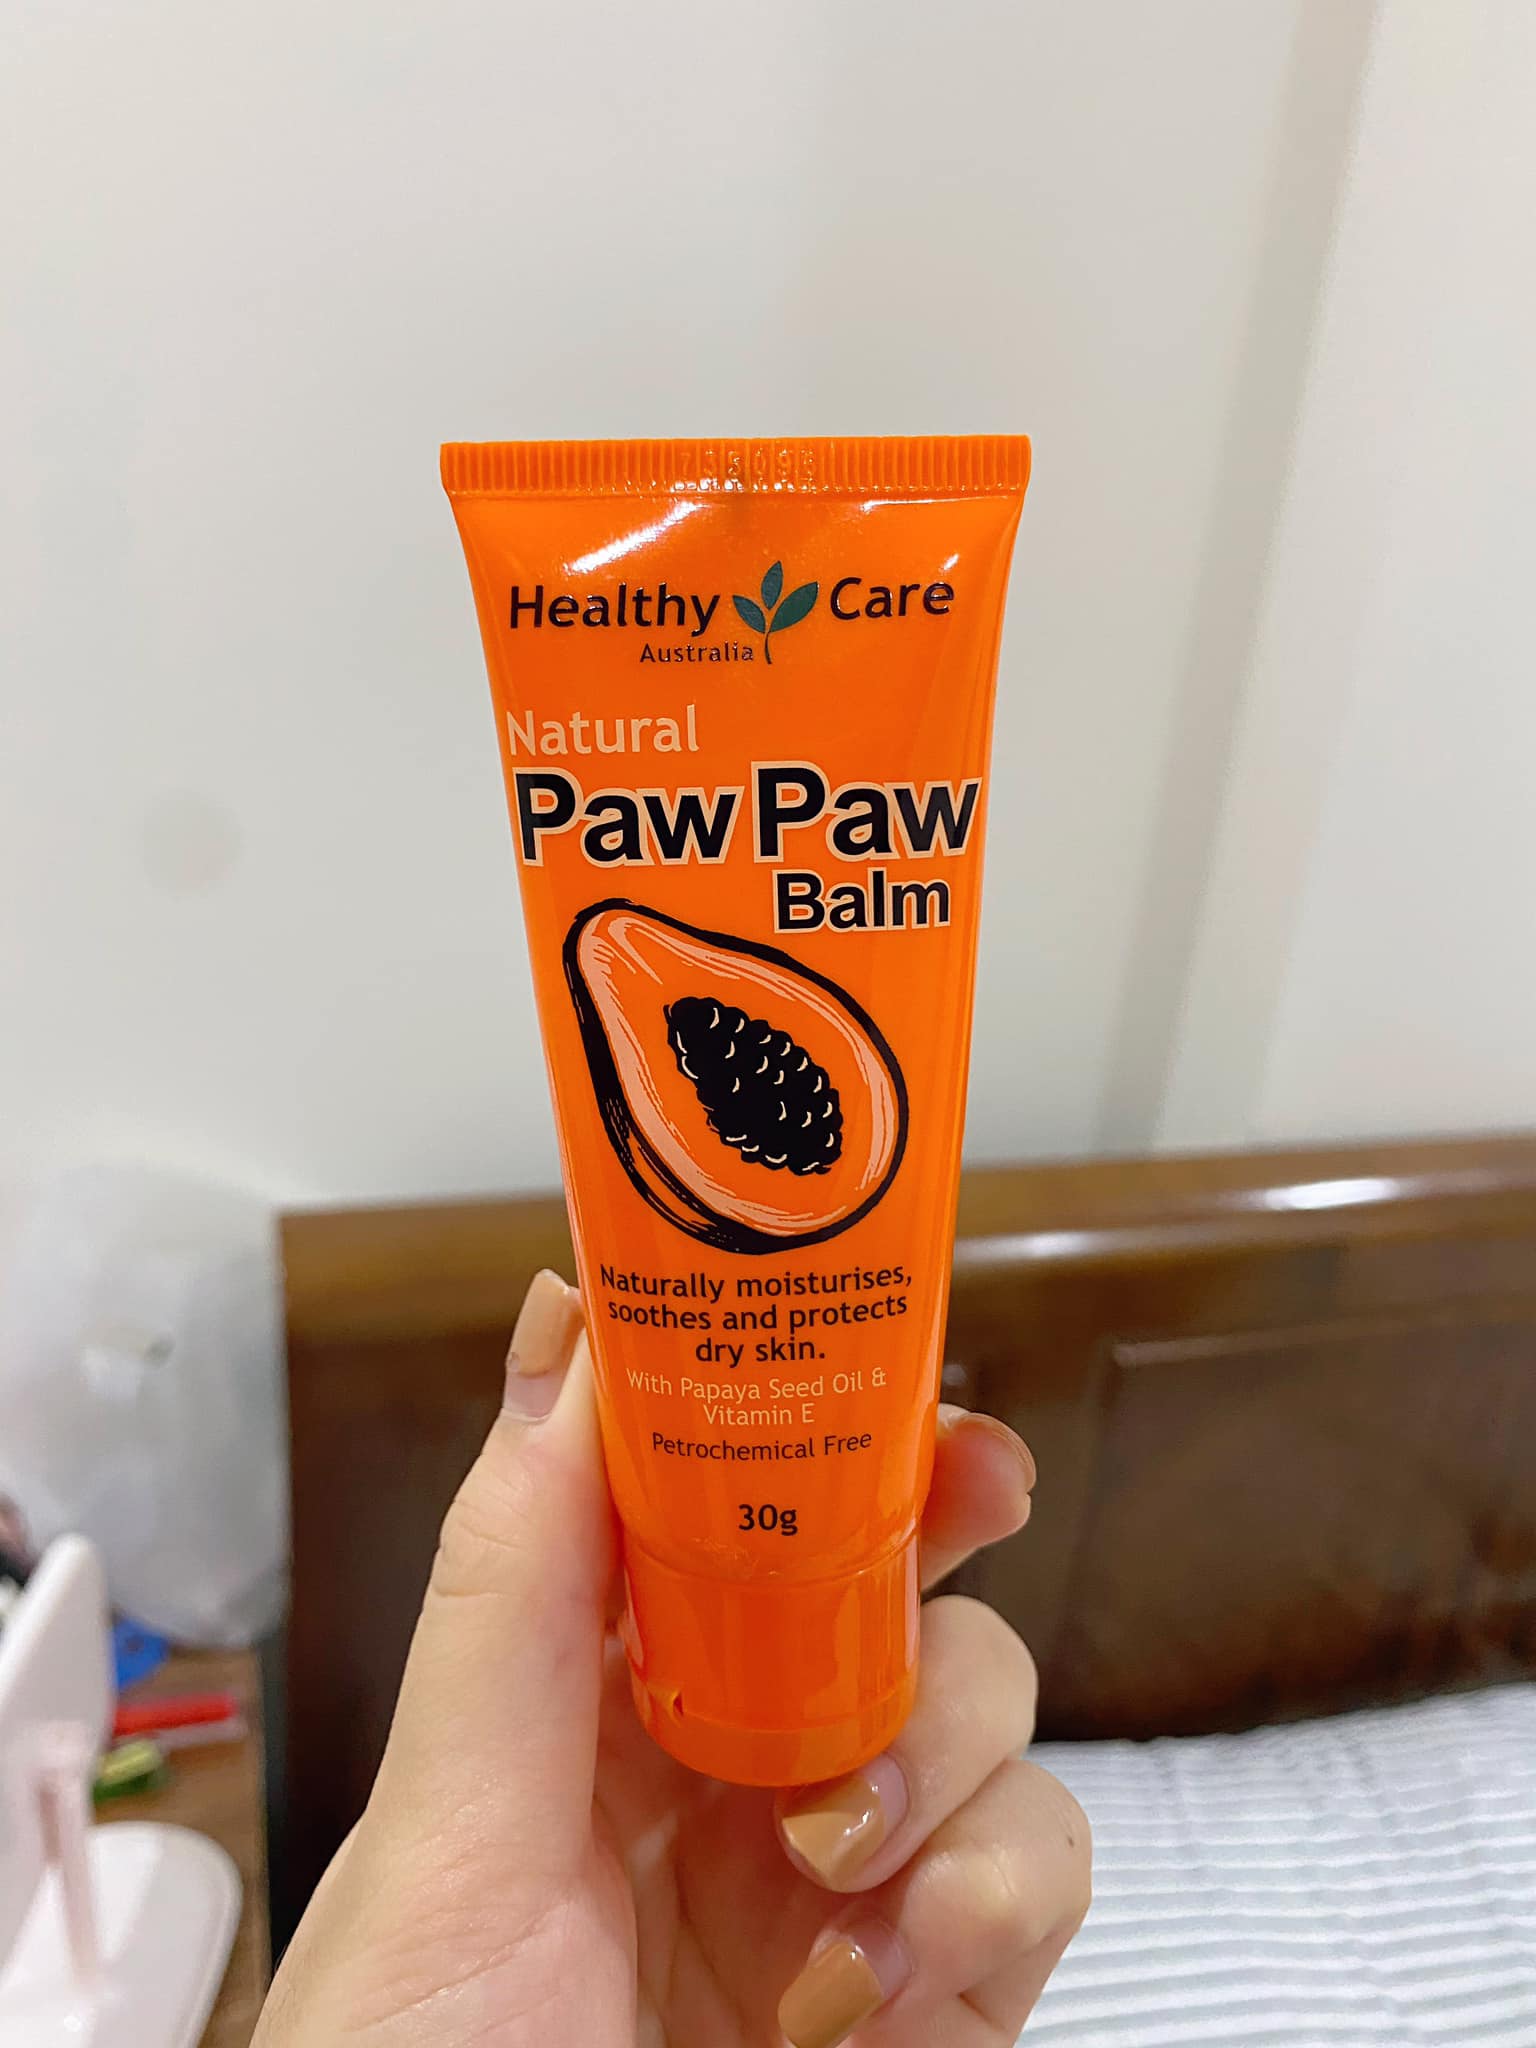 735095
Healthy Care
Australia
Natural
Paw Paw
Balm
Naturally moisturises,
soothes and protects
dry skin.
With Papaya Seed Oil &
Vitamin E
Petrochemical Free
30g